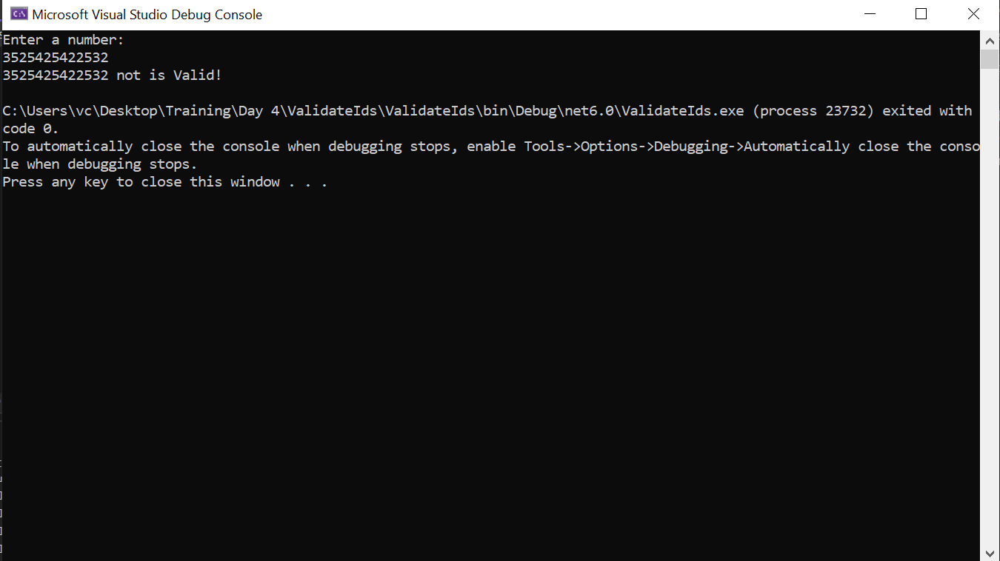 Microsoft Visual Studio Debug Console
Enter a number:
3525425422532
3525425422532 not is Valid!
C:\Users\vc\Desktop\Training\Day 4\ValidateIds\ValidateIds\bin\Debug\net6.0\ValidateIds.exe (process 23732) exited with
code 0.
To automatically close the console when debugging stops, enable Tools->Options->Debugging->Automatically close the conso
le when debugging stops.
Press any key to close this window . . .